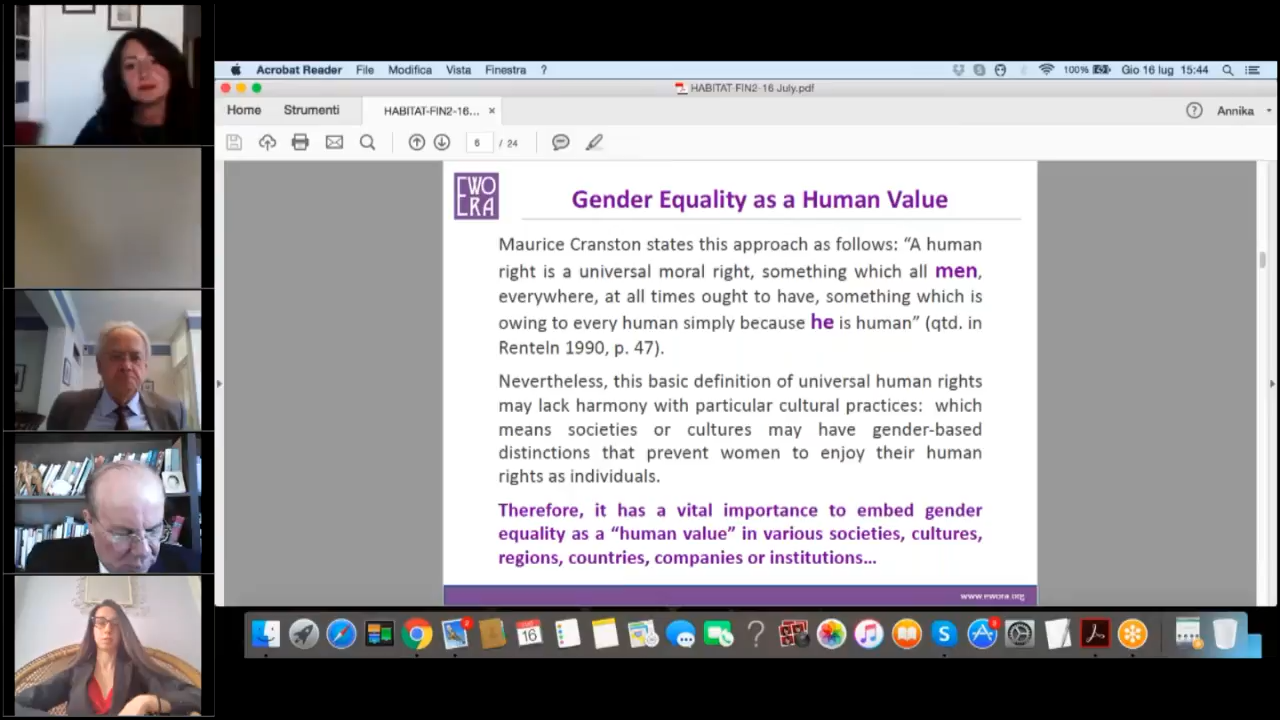 Acrobat Reader File Modifica Vista Finestra ? 100% Gio 16 lug 15:44
HABITAT-FIN2-16 July.pdf
Home Strumenti HABITAT-FIN2-16... × ? Annika
6 / 24
EWO
ERA
Gender Equality as a Human Value
Maurice Cranston states this approach as follows: “A human
right is a universal moral right, something which all men,
everywhere, at all times ought to have, something which is
owing to every human simply because he is human” (qtd. in
Renteln 1990, p. 47).
Nevertheless, this basic definition of universal human rights
may lack harmony with particular cultural practices: which
means societies or cultures may have gender-based
distinctions that prevent women to enjoy their human
rights as individuals.
Therefore, it has a vital importance to embed gender
equality as a “human value” in various societies, cultures,
regions, countries, companies or institutions...
www.ewora.org
16